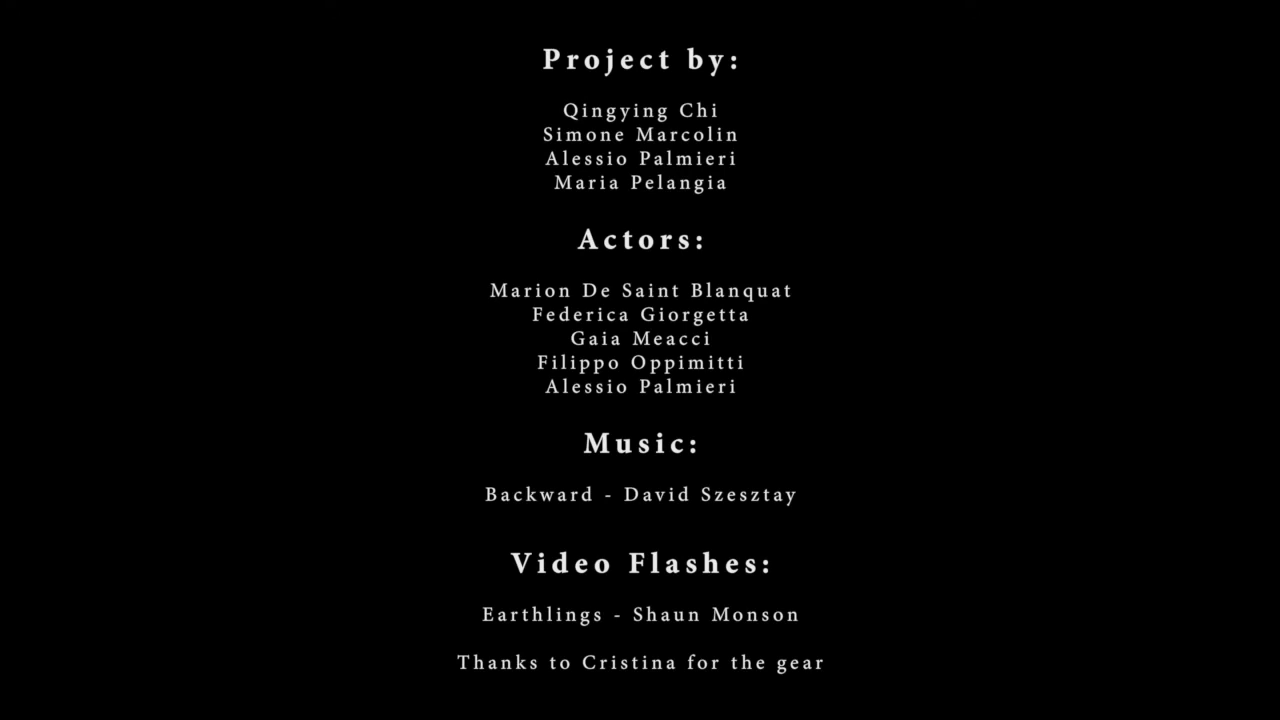 Project by:
Qingying Chi
Simone Marcolin
Alessio Palmieri
Maria Pelangia
Actors:
Marion De Saint Blanquat
Federica Giorgetta
Gaia Meacci
Filippo Oppimitti
Alessio Palmieri
Music:
Backward - David Szesztay
Video Flashes:
Earthlings - Shaun Monson
Thanks to Cristina for the gear